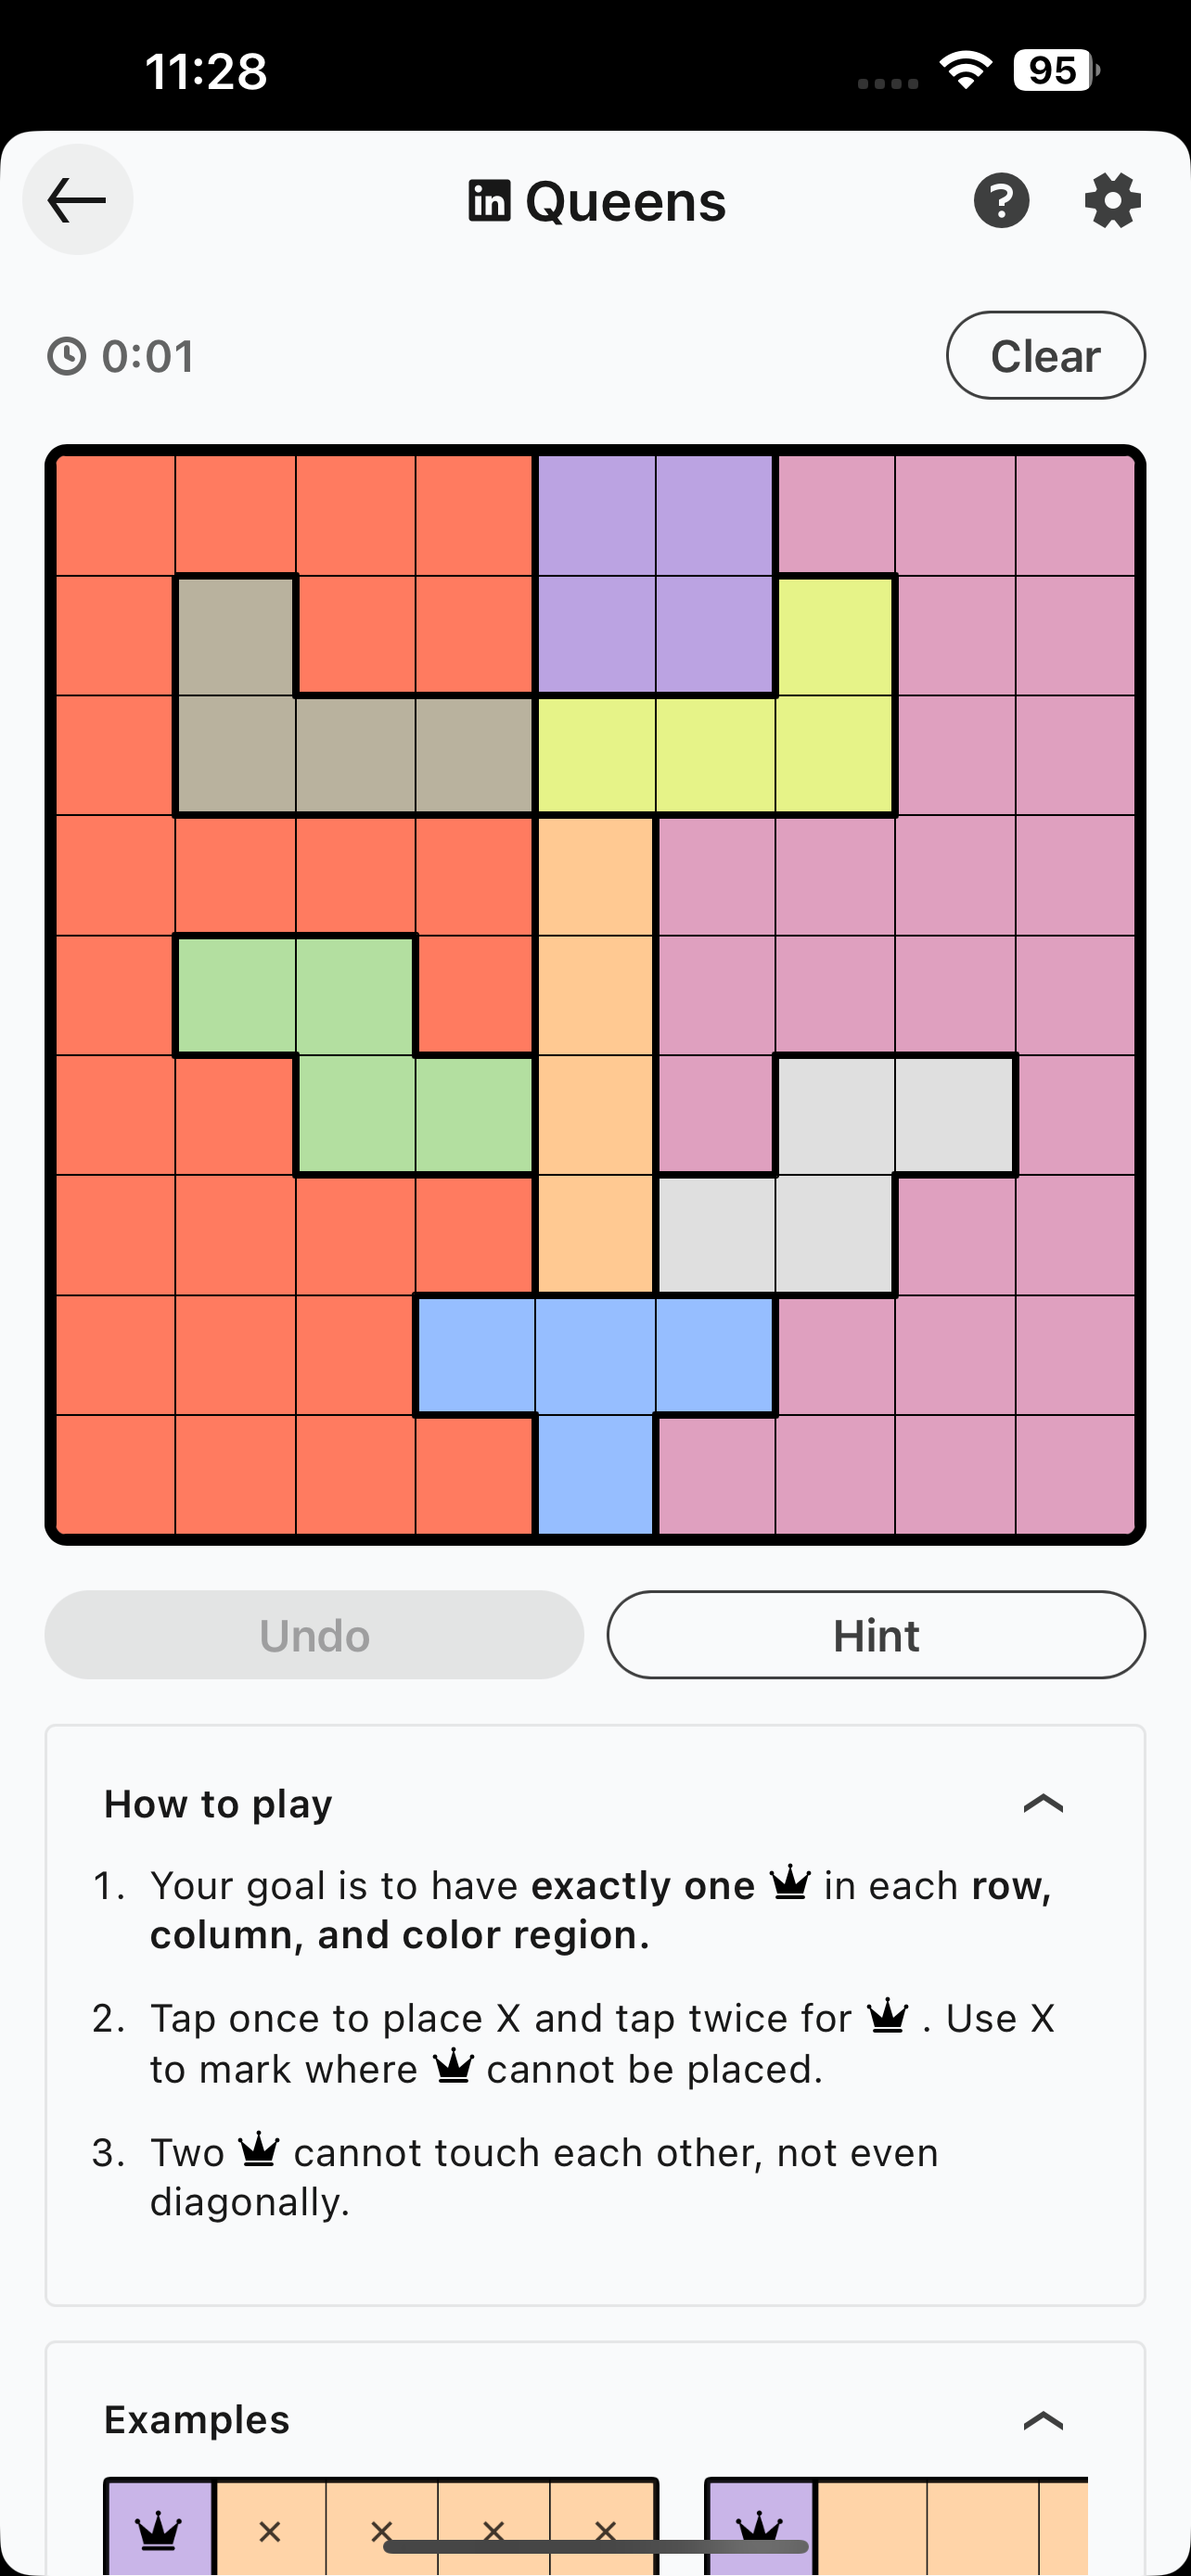 11:28
95
in Queens
?
0:01
Clear
Undo
Hint
How to play
1. Your goal is to have exactly one in each row,
column, and color region.
2. Tap once to place X and tap twice for . Use X
to mark where cannot be placed.
3. Two cannot touch each other, not even
diagonally.
Examples
× × × ×